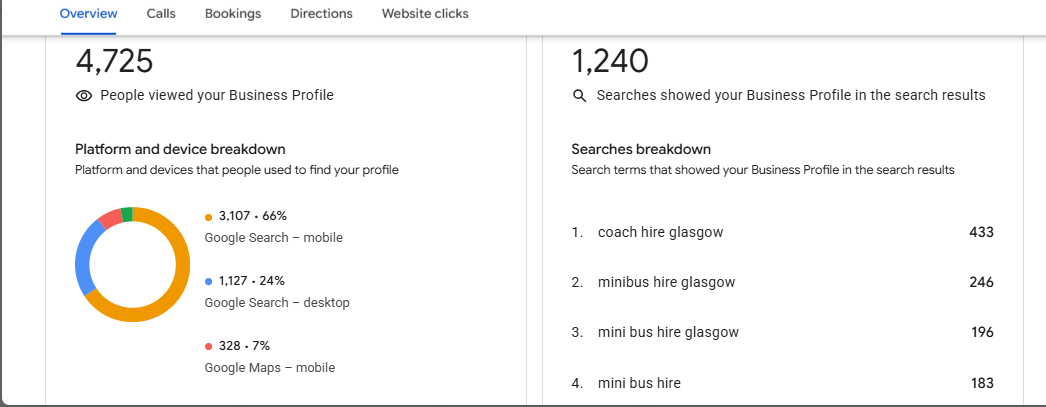 Overview Calls Bookings Directions Website clicks
4,725
People viewed your Business Profile
Platform and device breakdown
Platform and devices that people used to find your profile
3,107 • 66%
Google Search – mobile
1,127 • 24%
Google Search – desktop
328 • 7%
Google Maps – mobile
1,240
Searches showed your Business Profile in the search results
Searches breakdown
Search terms that showed your Business Profile in the search results
1. coach hire glasgow 433
2. minibus hire glasgow 246
3. mini bus hire glasgow 196
4. mini bus hire 183